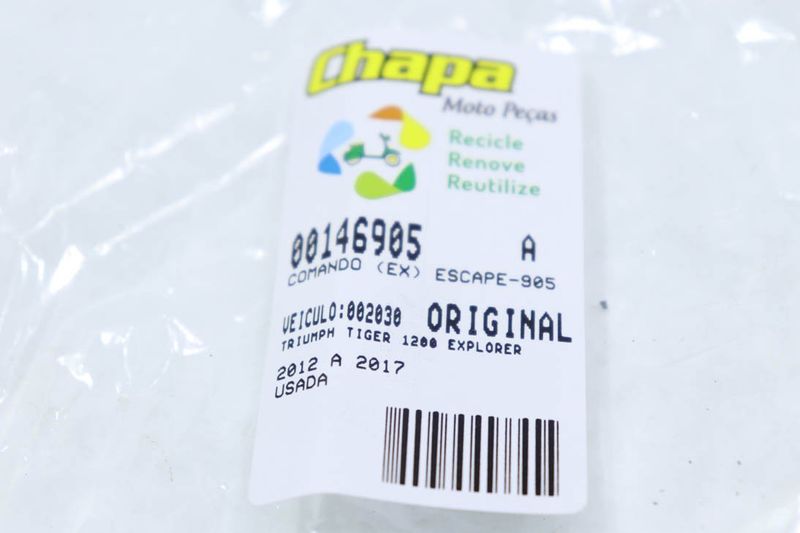 Chapa
Moto Peças
Recicle
Renove
Reutilize
00146905 A
COMANDO (EX) ESCAPE-905
VEICULO:002030 ORIGINAL
TRIUMPH TIGER 1200 EXPLORER
2012 A 2017
USADA